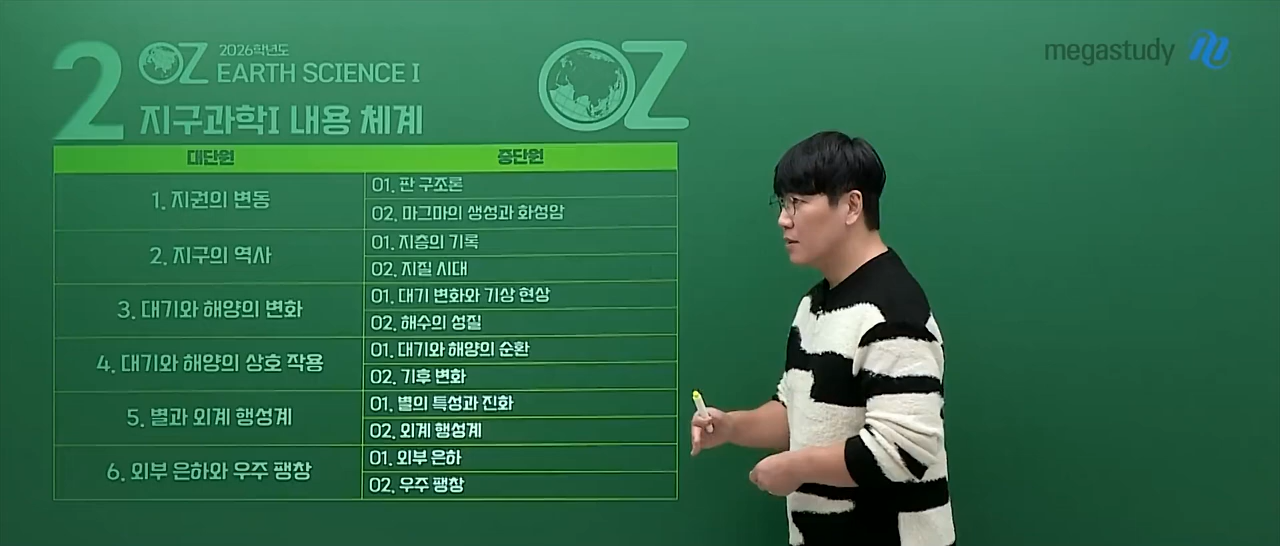 2
OZ
2026학년도
EARTH SCIENCE I
지구과학I 내용 체계
OZ
megastudy
대단원
중단원
1. 지권의 변동
01. 판 구조론
02. 마그마의 생성과 화성암
2. 지구의 역사
01. 지층의 기록
02. 지질 시대
3. 대기와 해양의 변화
01. 대기 변화와 기상 현상
02. 해수의 성질
4. 대기와 해양의 상호 작용
01. 대기와 해양의 순환
02. 기후 변화
5. 별과 외계 행성계
01. 별의 특성과 진화
02. 외계 행성계
6. 외부 은하와 우주 팽창
01. 외부 은하
02. 우주 팽창